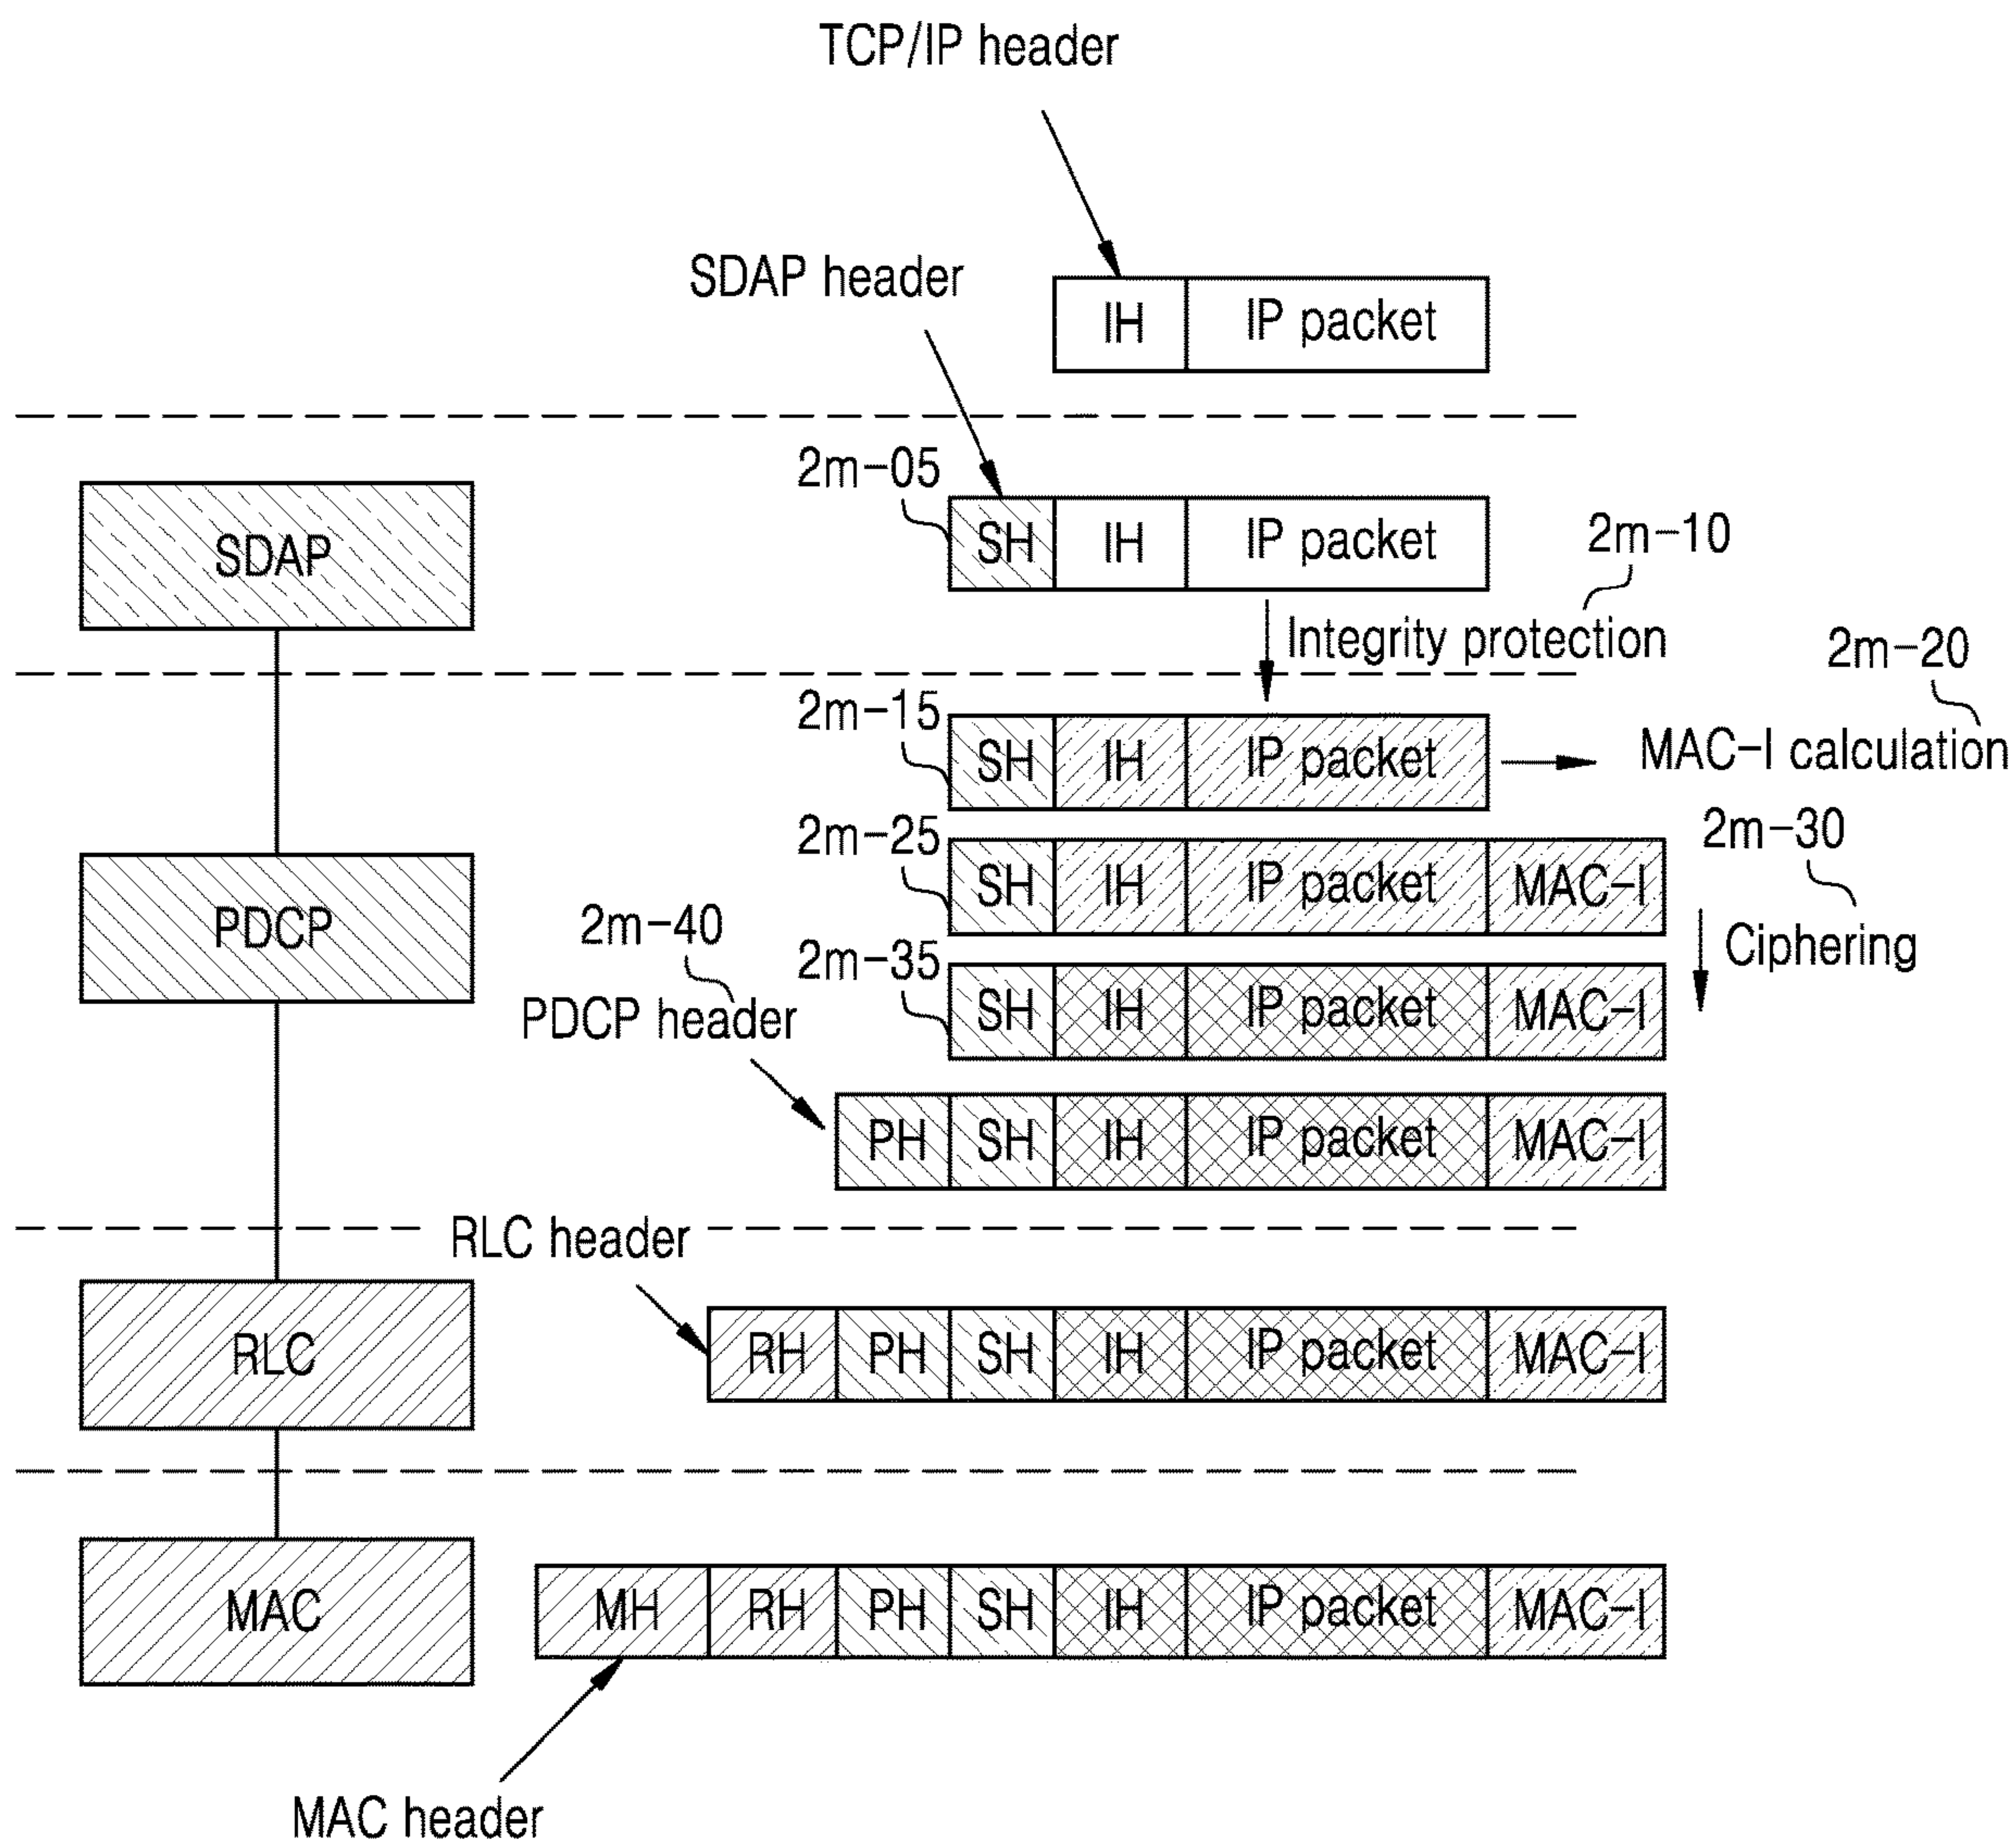 TCP/IP header
SDAP header
IH IP packet
2m-05
SDAP
SH IH IP packet
2m-10
Integrity protection
2m-20
2m-15
SH IH IP packet
MAC-I calculation
2m-25
SH IH IP packet MAC-I
2m-30
Ciphering
PDCP
2m-40
PDCP header
2m-35
SH IH IP packet MAC-I
PH SH IH IP packet MAC-I
RLC header
RLC
RH PH SH IH IP packet MAC-I
MAC
MH RH PH SH IH IP packet MAC-I
MAC header